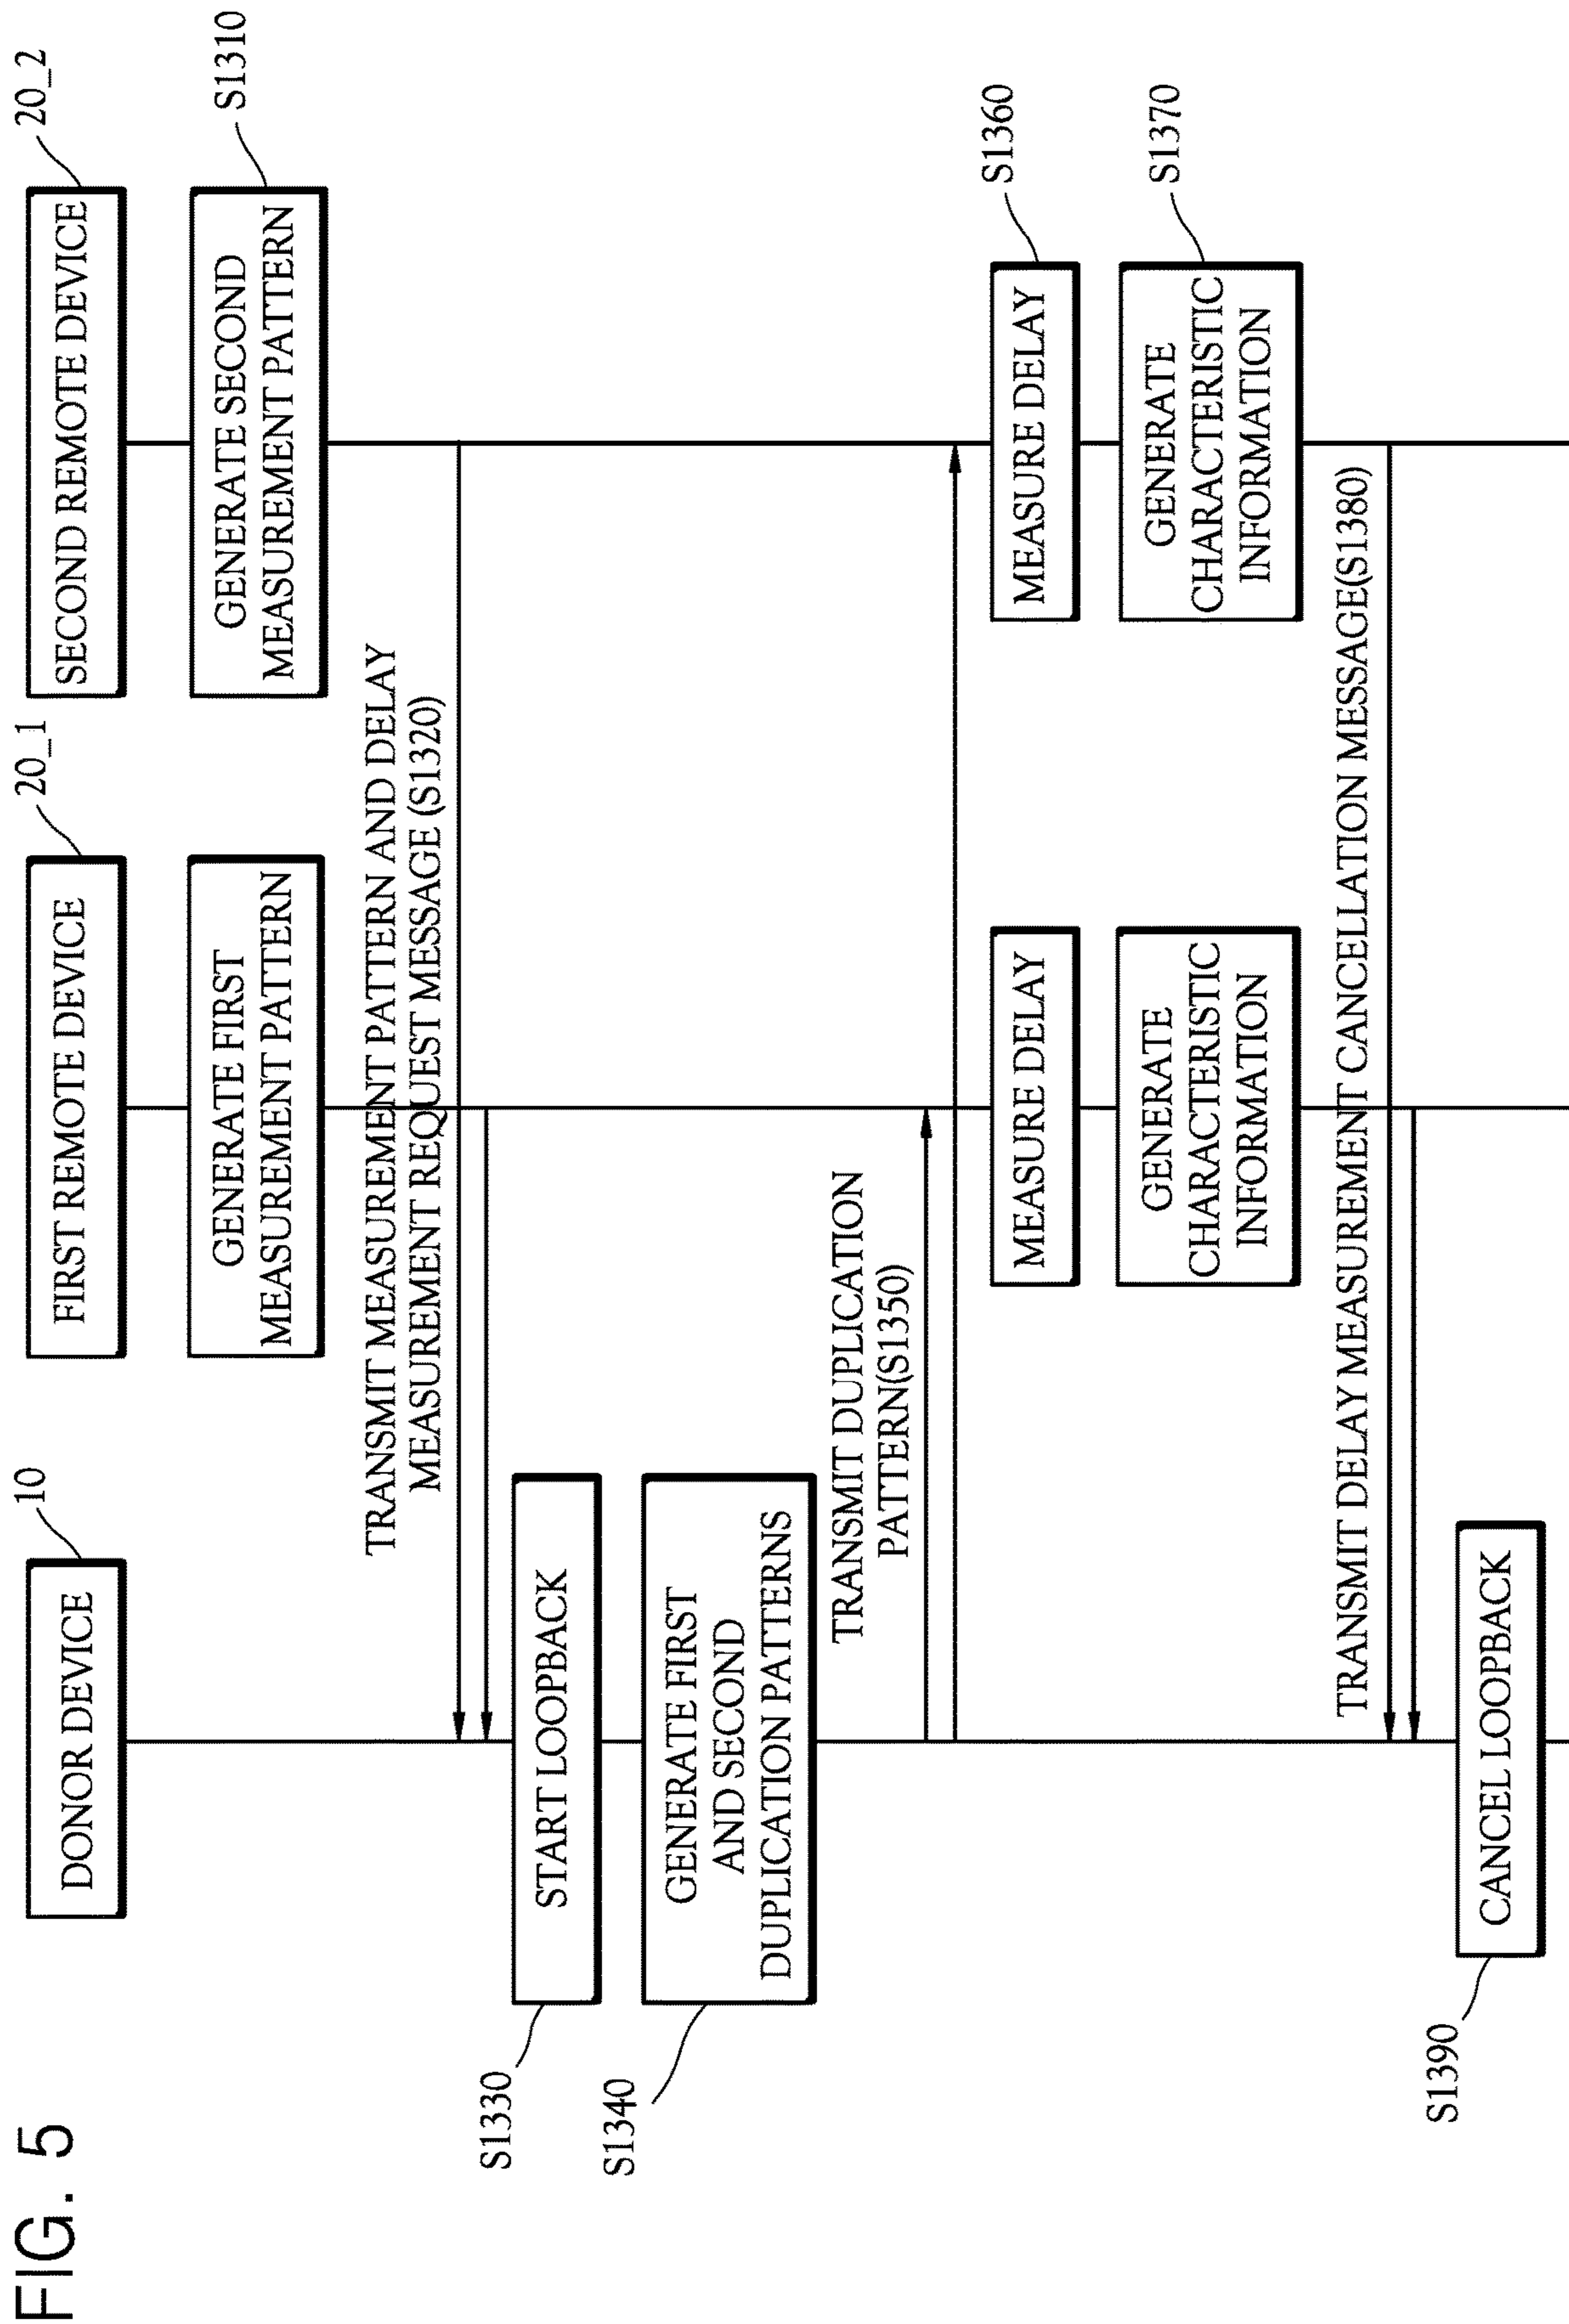 FIG. 5
10
20_1
20_2
DONOR DEVICE
FIRST REMOTE DEVICE
SECOND REMOTE DEVICE
GENERATE FIRST
MEASUREMENT PATTERN
GENERATE SECOND
MEASUREMENT PATTERN
S1310
TRANSMIT MEASUREMENT PATTERN AND DELAY
MEASUREMENT REQUEST MESSAGE (S1320)
S1330
START LOOPBACK
S1340
GENERATE FIRST
AND SECOND
DUPLICATION PATTERNS
TRANSMIT DUPLICATION
PATTERN(S1350)
MEASURE DELAY
MEASURE DELAY
S1360
GENERATE
CHARACTERISTIC
INFORMATION
GENERATE
CHARACTERISTIC
INFORMATION
S1370
TRANSMIT DELAY MEASUREMENT CANCELLATION MESSAGE(S1380)
S1390
CANCEL LOOPBACK